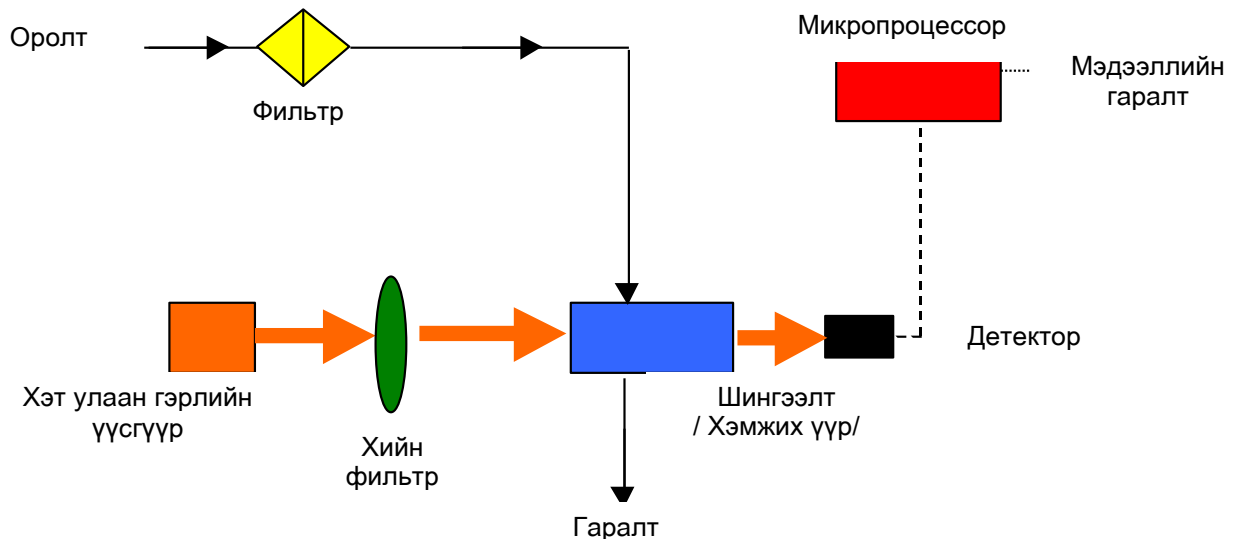 Оролт
Микропроцессор
Мэдээллийн
гаралт
Фильтр
Детектор
Хэт улаан гэрлийн
үүсгүүр
Хийн
фильтр
Шингээлт
/ Хэмжих үүр/
Гаралт